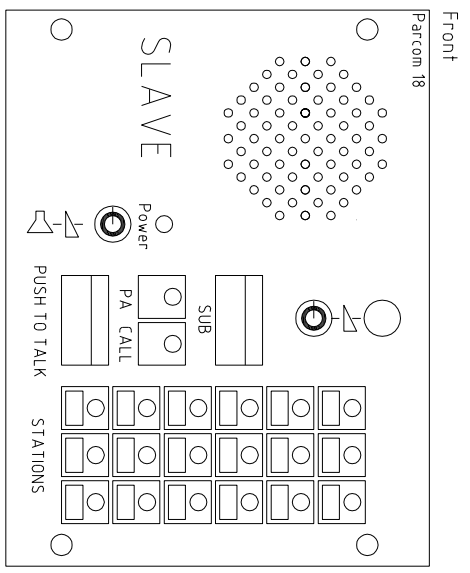 Front
Parcom 18
SLAVE
Power
SUB
PA CALL
PUSH TO TALK
STATIONS